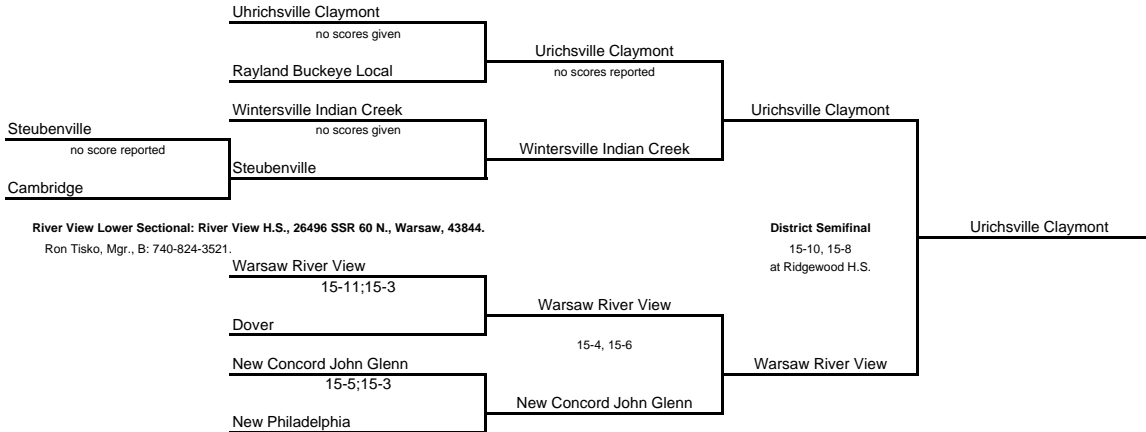 Uhrichsville Claymont
no scores given
Urichsville Claymont
Rayland Buckeye Local
no scores reported
Wintersville Indian Creek
Urichsville Claymont
Steubenville
no scores given
no score reported
Wintersville Indian Creek
Steubenville
Cambridge
River View Lower Sectional: River View H.S., 26496 SSR 60 N., Warsaw, 43844.
District Semifinal
Urichsville Claymont
Ron Tisko, Mgr., B: 740-824-3521.
15-10, 15-8
at Ridgewood H.S.
Warsaw River View
15-11;15-3
Warsaw River View
Dover
15-4, 15-6
New Concord John Glenn
Warsaw River View
15-5;15-3
New Concord John Glenn
New Philadelphia